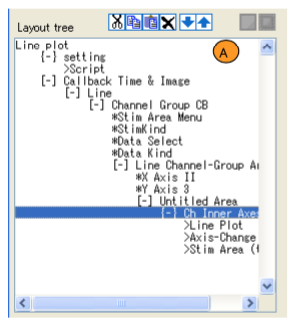 Layout tree
A
Line plot
[-] setting
>Script
[-] Callback Time & Image
[-] Line
[-] Channel Group CB
*Stim Area Menu
*StimKind
*Data Select
*Data Kind
[-] Line Channel-Group
*X Axis II
*Y Axis 3
[-] Untitled Area
[-] Ch Inner Axes
>Line Plot
>Axis-Change
>Stim Area (